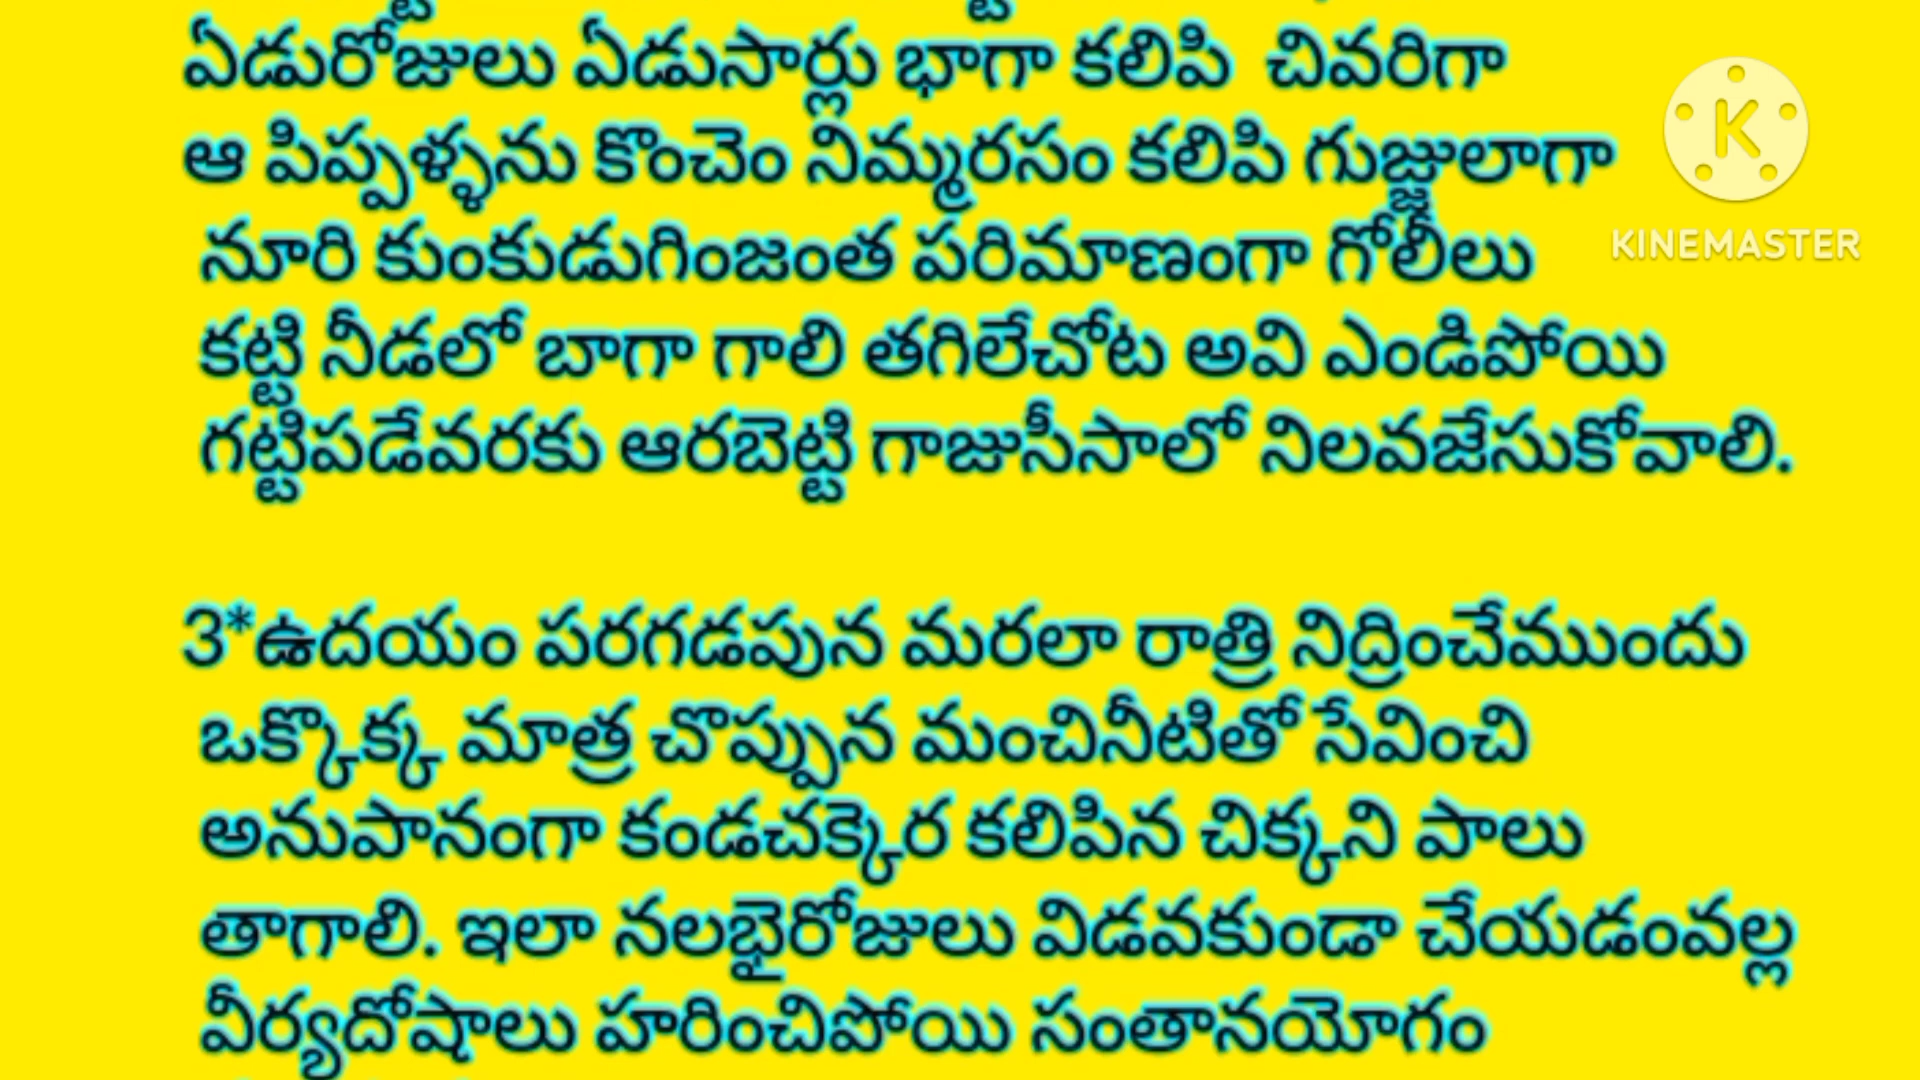 ఏడురోజులు ఏడుసార్లు భాగా కలిపి చివరిగా
ఆ పిప్పళ్ళను కొంచెం నిమ్మరసం కలిపి గుజ్జులాగా
నూరి కుంకుడుగింజంత పరిమాణంగా గోలీలు
కట్టి నీడలో బాగా గాలి తగిలేచోట అవి ఎండిపోయి
గట్టిపడేవరకు ఆరబెట్టి గాజుసీసాలో నిలవజేసుకోవాలి.
3*ఉదయం పరగడపున మరలా రాత్రి నిద్రించేముందు
ఒక్కొక్క మాత్ర చొప్పున మంచినీటితో సేవించి
అనుపానంగా కండచక్కెర కలిపిన చిక్కని పాలు
తాగాలి. ఇలా నలభైరోజులు విడవకుండా చేయడంవల్ల
వీర్యదోషాలు హరించిపోయి సంతానయోగం
K
KINEMASTER